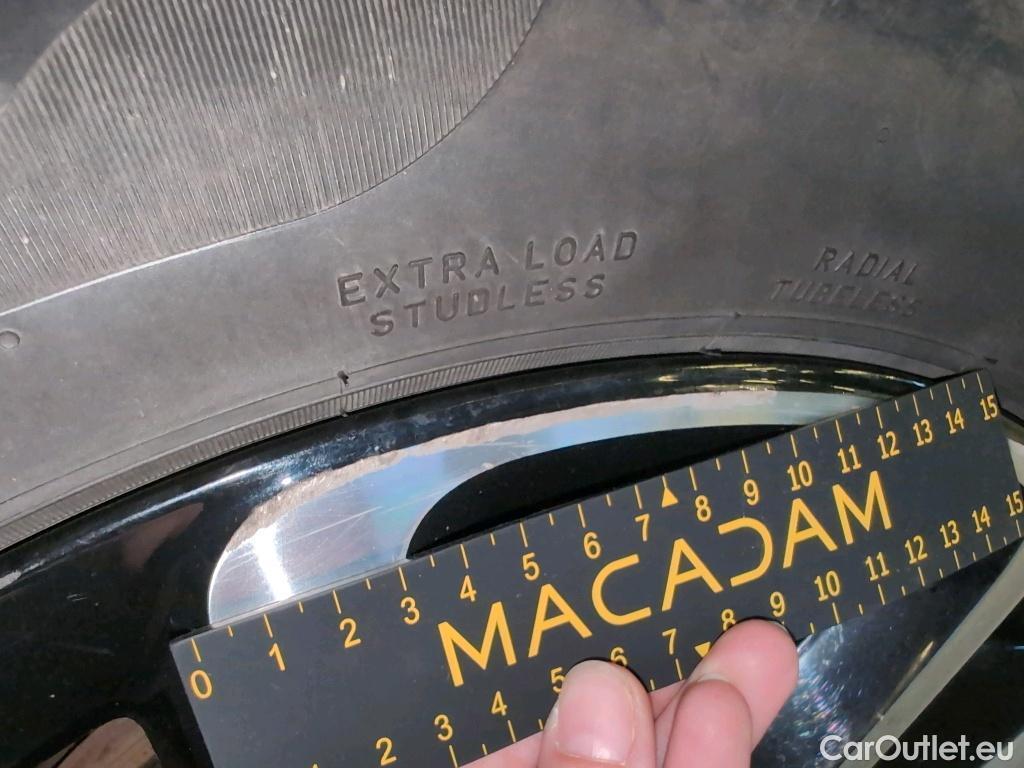 EXTRA LOAD
STUDLESS
RADIAL
TUBELESS
0 1 2 3 4 5 6 7 8 9 10 11 12 13 14 15
MACADAM
1 2 3 4 5 6 7 8 9 10 11 12 13 14 15
CarOutlet.eu